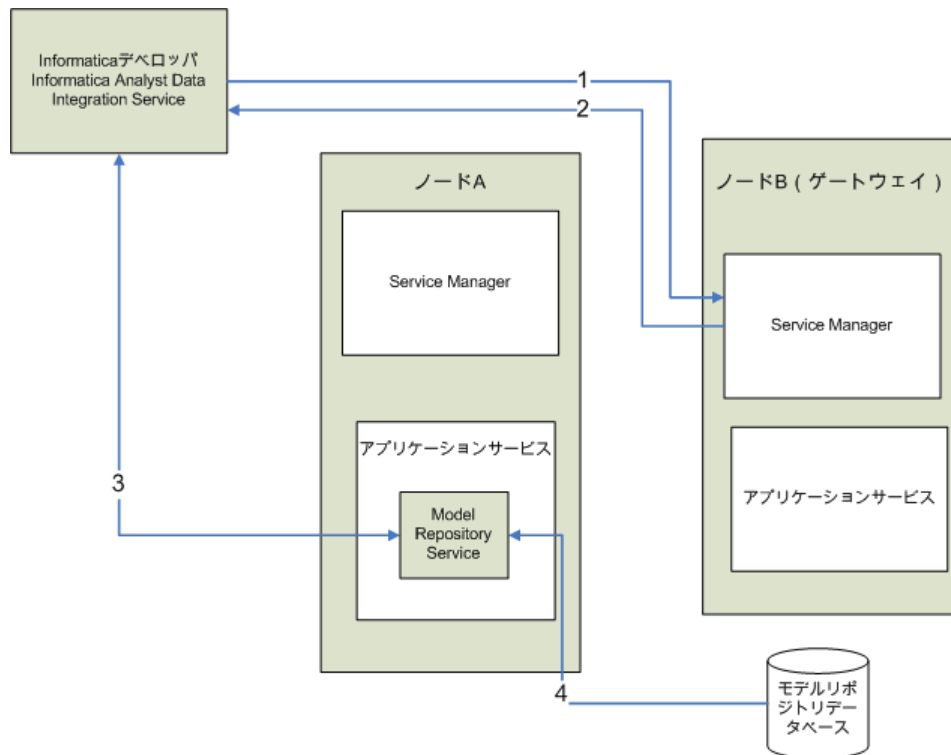 Informaticaデベロッパ
Informatica Analyst Data
Integration Service
1
2
ノードA
ノードB（ゲートウェイ）
Service Manager
Service Manager
アプリケーションサービス
アプリケーションサービス
3
Model
Repository
Service
4
モデルリポ
ジトリデー
タベース